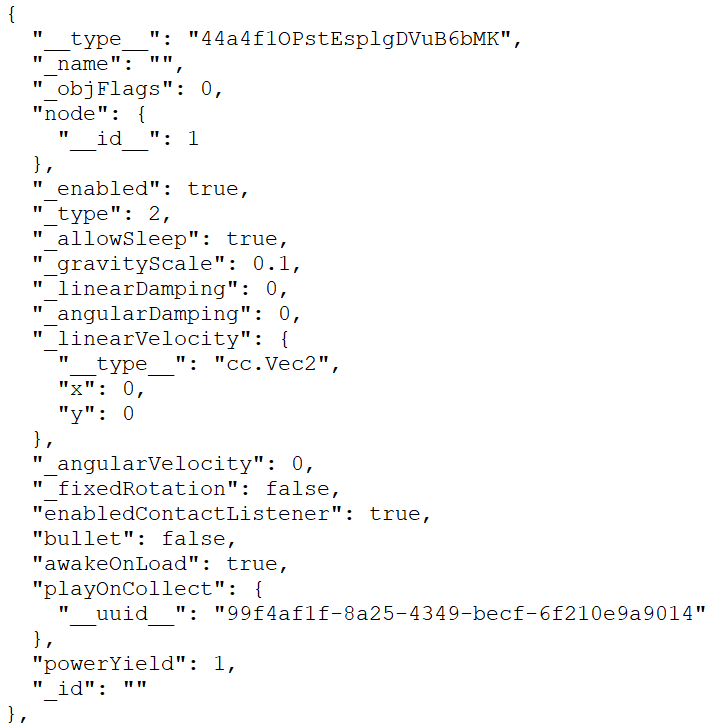 {
  "__type__": "44a4f1OPstEsplgDVuB6bMK",
  "_name": "",
  "_objFlags": 0,
  "node": {
    "__id__": 1
  },
  "_enabled": true,
  "_type": 2,
  "_allowSleep": true,
  "_gravityScale": 0.1,
  "_linearDamping": 0,
  "_angularDamping": 0,
  "_linearVelocity": {
    "__type__": "cc.Vec2",
    "x": 0,
    "y": 0
  },
  "_angularVelocity": 0,
  "_fixedRotation": false,
  "enabledContactListener": true,
  "bullet": false,
  "awakeOnLoad": true,
  "playOnCollect": {
    "__uuid__": "99f4af1f-8a25-4349-becf-6f210e9a9014"
  },
  "powerYield": 1,
  "_id": ""
},